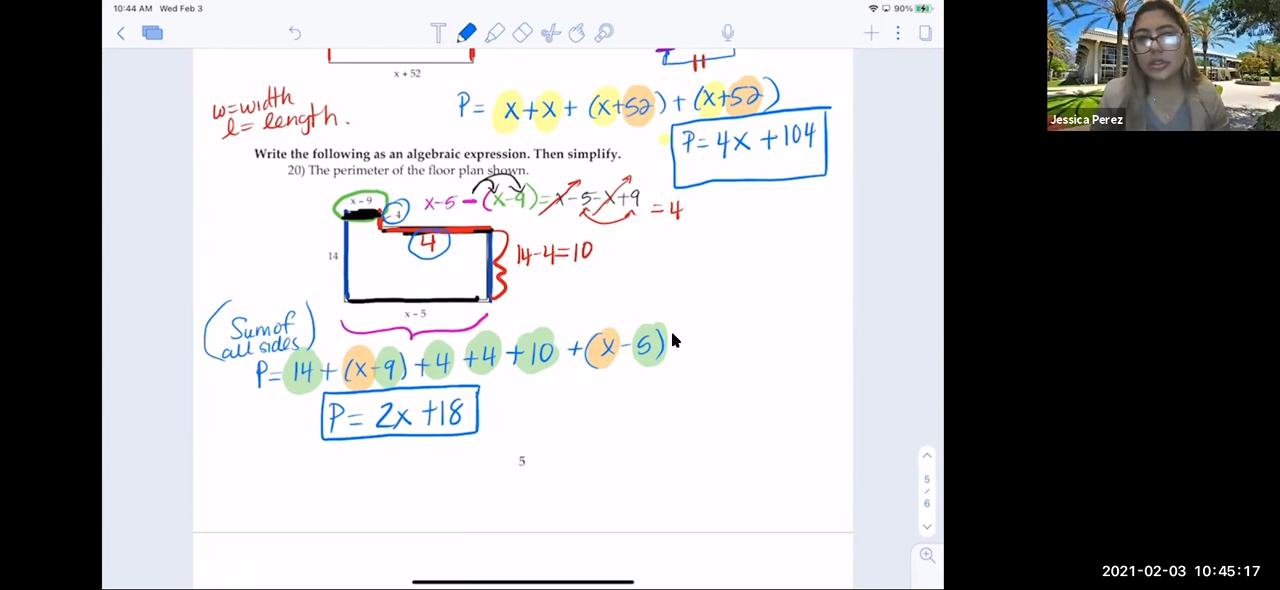 10:44 AM Wed Feb 3
90%
x + 52
w=width
l=length.
P= x+x+(x+52)+(x+52)
P=4x+104
Jessica Perez
Write the following as an algebraic expression. Then simplify.
20) The perimeter of the floor plan shown.
x – 9
4
x-5-(x-9)=x-5-x+9
=4
4
14
14-4=10
x – 5
(Sum of
all sides)
P= 14+(x-9)+4+4+10+(x-5)
P= 2x+18
5
5
/
6
2021-02-03 10:45:17